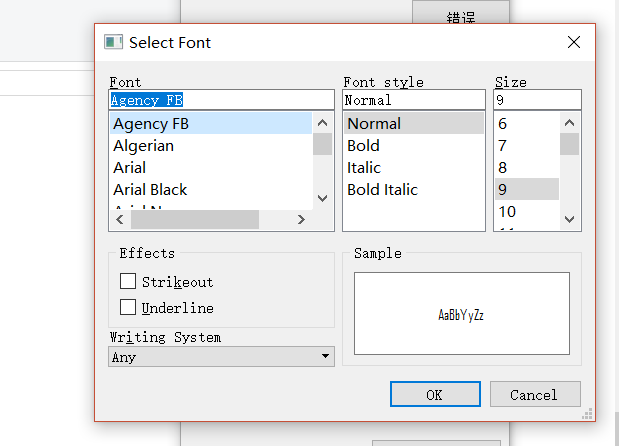 错误
Select Font
Font
Agency FB
Agency FB
Algerian
Arial
Arial Black
Font style
Normal
Normal
Bold
Italic
Bold Italic
Size
9
6
7
8
9
10
Effects
Strikeout
Underline
Writing System
Any
Sample
AaBbYyZz
OK
Cancel